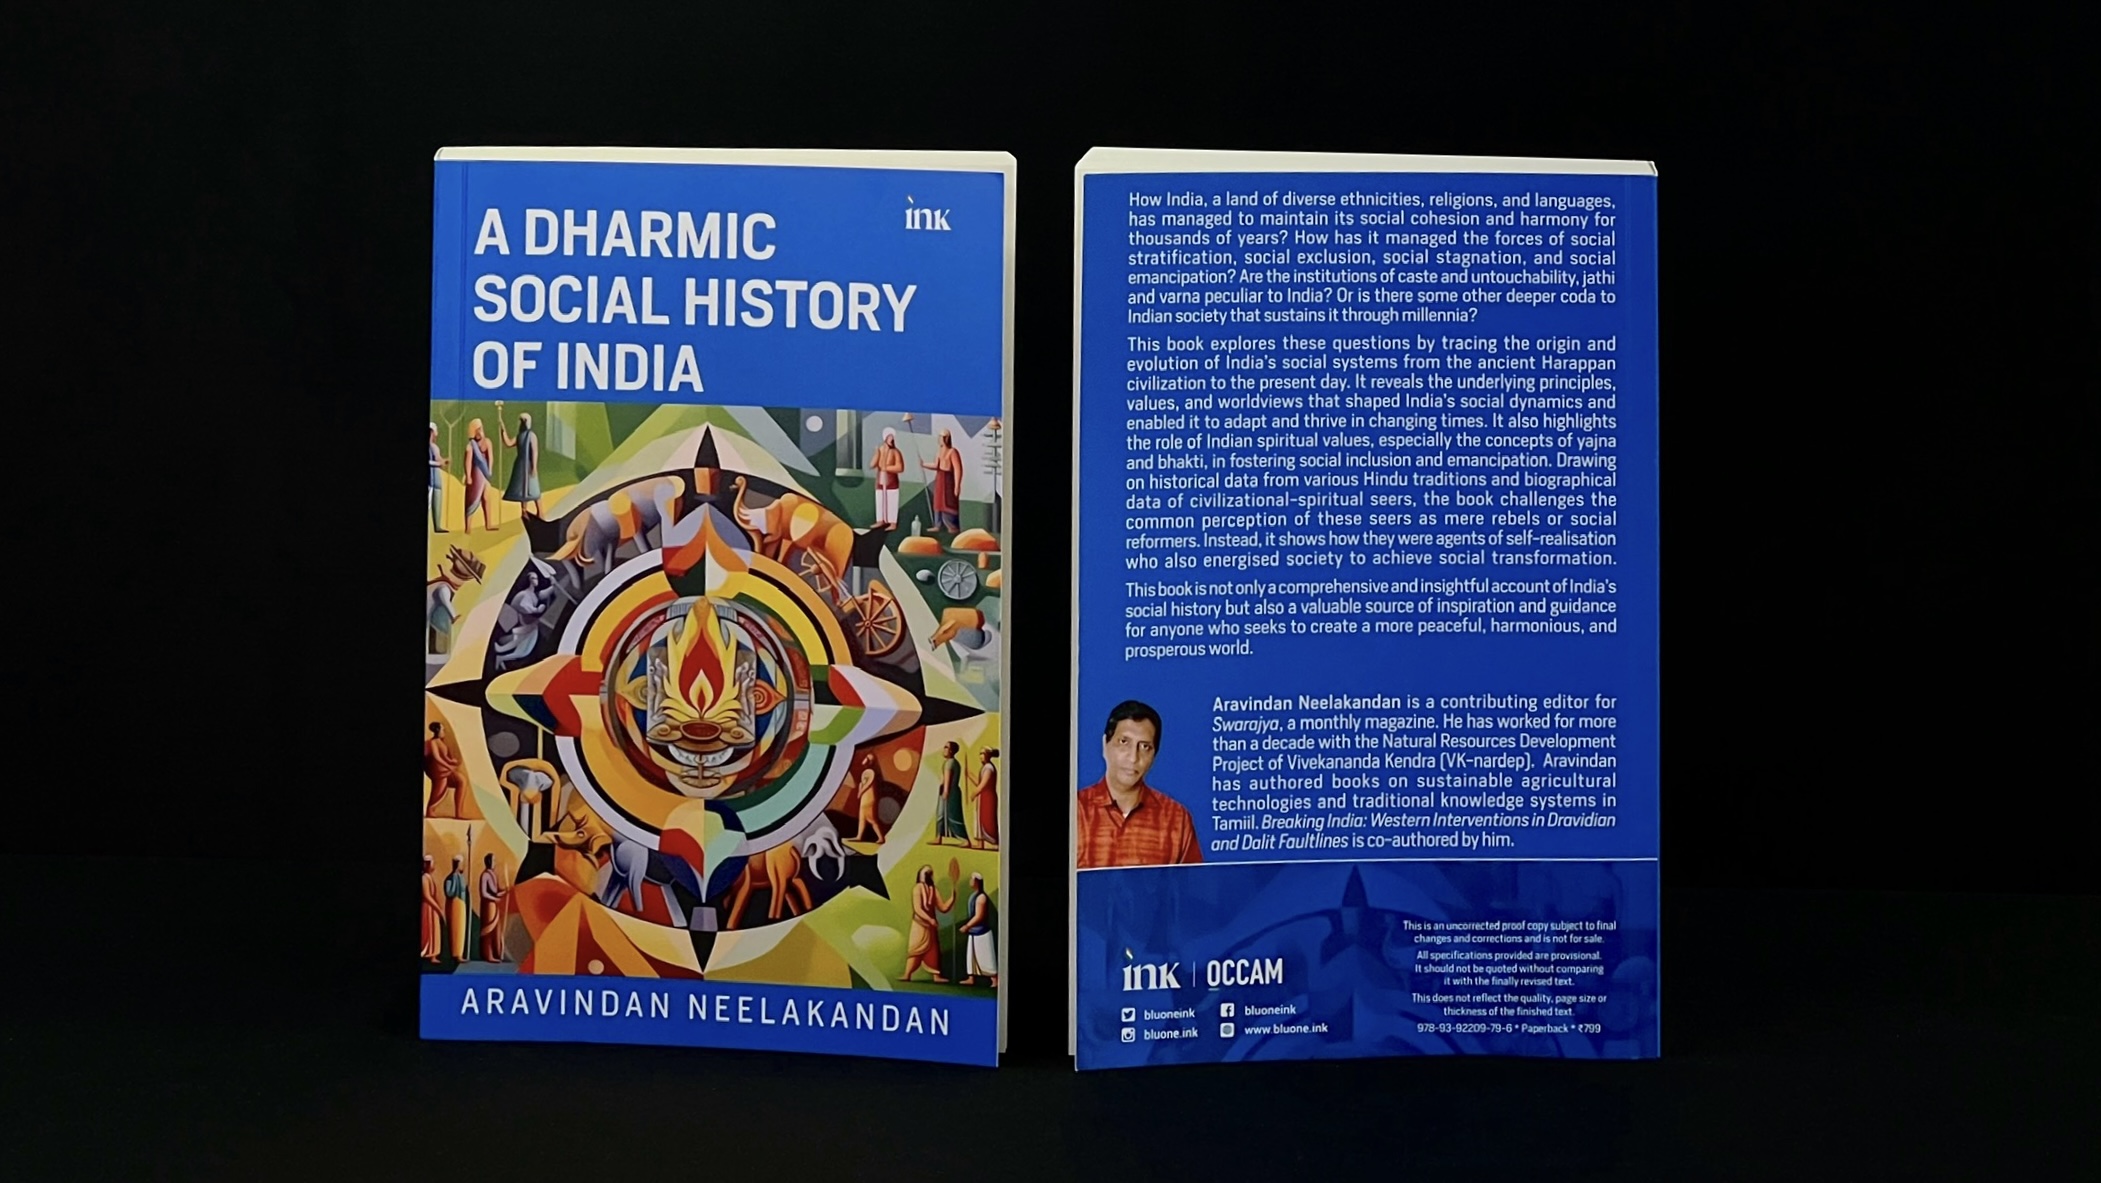 A DHARMIC
SOCIAL HISTORY
OF INDIA
ink
ARAVINDAN NEELAKANDAN
How India, a land of diverse ethnicities, religions, and languages,
has managed to maintain its social cohesion and harmony for
thousands of years? How has it managed the forces of social
stratification, social exclusion, social stagnation, and social
emancipation? Are the institutions of caste and untouchability, jathi
and varna peculiar to India? Or is there some other deeper coda to
Indian society that sustains it through millennia?
This book explores these questions by tracing the origin and
evolution of India's social systems from the ancient Harappan
civilization to the present day. It reveals the underlying principles,
values, and worldviews that shaped India's social dynamics and
enabled it to adapt and thrive in changing times. It also highlights
the role of Indian spiritual values, especially the concepts of yajna
and bhakti, in fostering social inclusion and emancipation. Drawing
on historical data from various Hindu traditions and biographical
data of civilizational-spiritual seers, the book challenges the
common perception of these seers as mere rebels or social
reformers. Instead, it shows how they were agents of self-realisation
who also energised society to achieve social transformation.
This book is not only a comprehensive and insightful account of India's
social history but also a valuable source of inspiration and guidance
for anyone who seeks to create a more peaceful, harmonious, and
prosperous world.
Aravindan Neelakandan is a contributing editor for
Swarajya, a monthly magazine. He has worked for more
than a decade with the Natural Resources Development
Project of Vivekananda Kendra (VK-nardep). Aravindan
has authored books on sustainable agricultural
technologies and traditional knowledge systems in
Tamiil. Breaking India: Western Interventions in Dravidian
and Dalit Faultlines is co-authored by him.
ink | OCCAM
bluoneink bluoneink
bluone.ink www.bluone.ink
This is an uncorrected proof copy subject to final
changes and corrections and is not for sale.
All specifications provided are provisional.
It should not be quoted without comparing
it with the finally revised text.
This does not reflect the quality, page size or
thickness of the finished text.
978-93-92209-79-6 * Paperback * ₹799